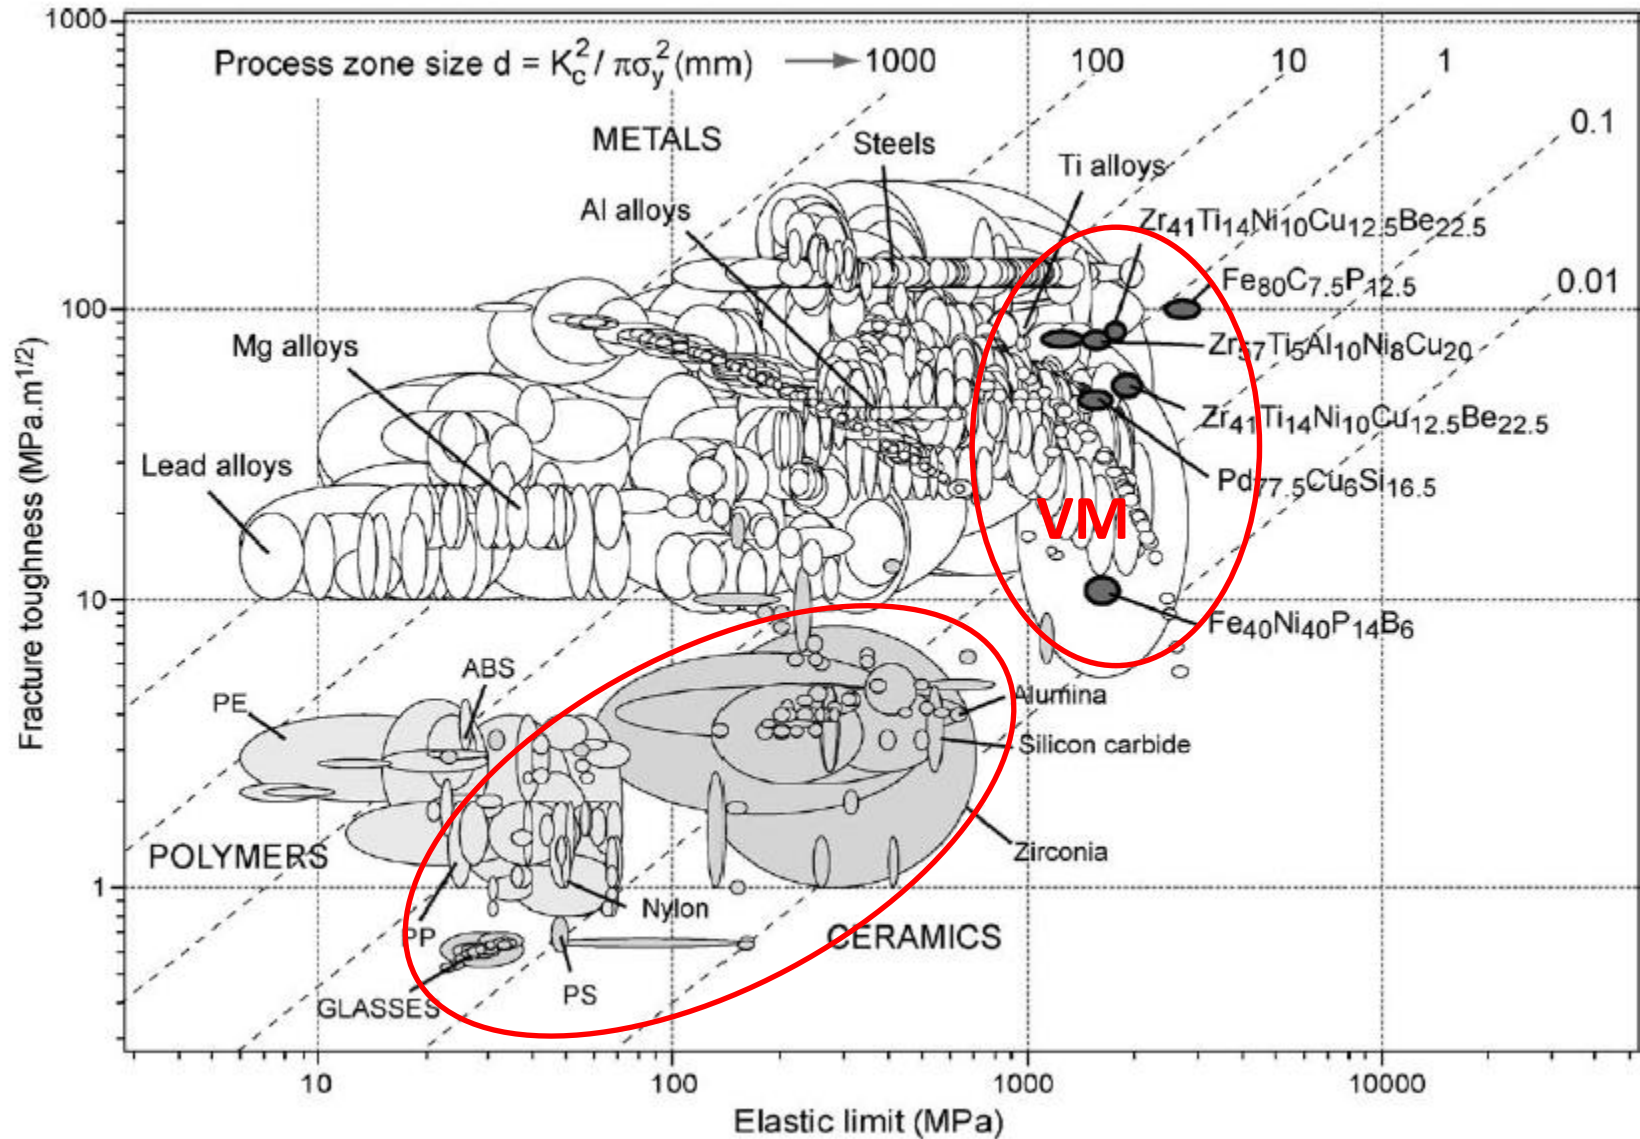 1000
Process zone size d = K_c^2 / πσ_y^2 (mm)
1000
100
10
1
0.1
METALS
Steels
Ti alloys
Al alloys
Zr41Ti14Ni10Cu12.5Be22.5
Fe80C7.5P12.5
0.01
100
Mg alloys
Zr57Ti5Al10Ni8Cu20
Zr41Ti14Ni10Cu12.5Be22.5
Lead alloys
Pd77.5Cu6Si16.5
VM
10
Fe40Ni40P14B6
ABS
PE
Alumina
Silicon carbide
POLYMERS
Zirconia
1
Nylon
PP
CERAMICS
GLASSES
PS
10
100
1000
10000
Elastic limit (MPa)
Fracture toughness (MPa.m^1/2)